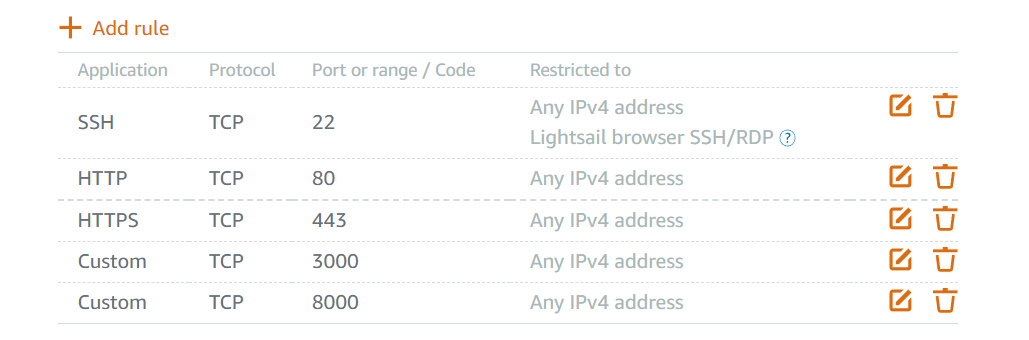 + Add rule
Application Protocol Port or range / Code Restricted to
SSH TCP 22 Any IPv4 address
Lightsail browser SSH/RDP ?
HTTP TCP 80 Any IPv4 address
HTTPS TCP 443 Any IPv4 address
Custom TCP 3000 Any IPv4 address
Custom TCP 8000 Any IPv4 address